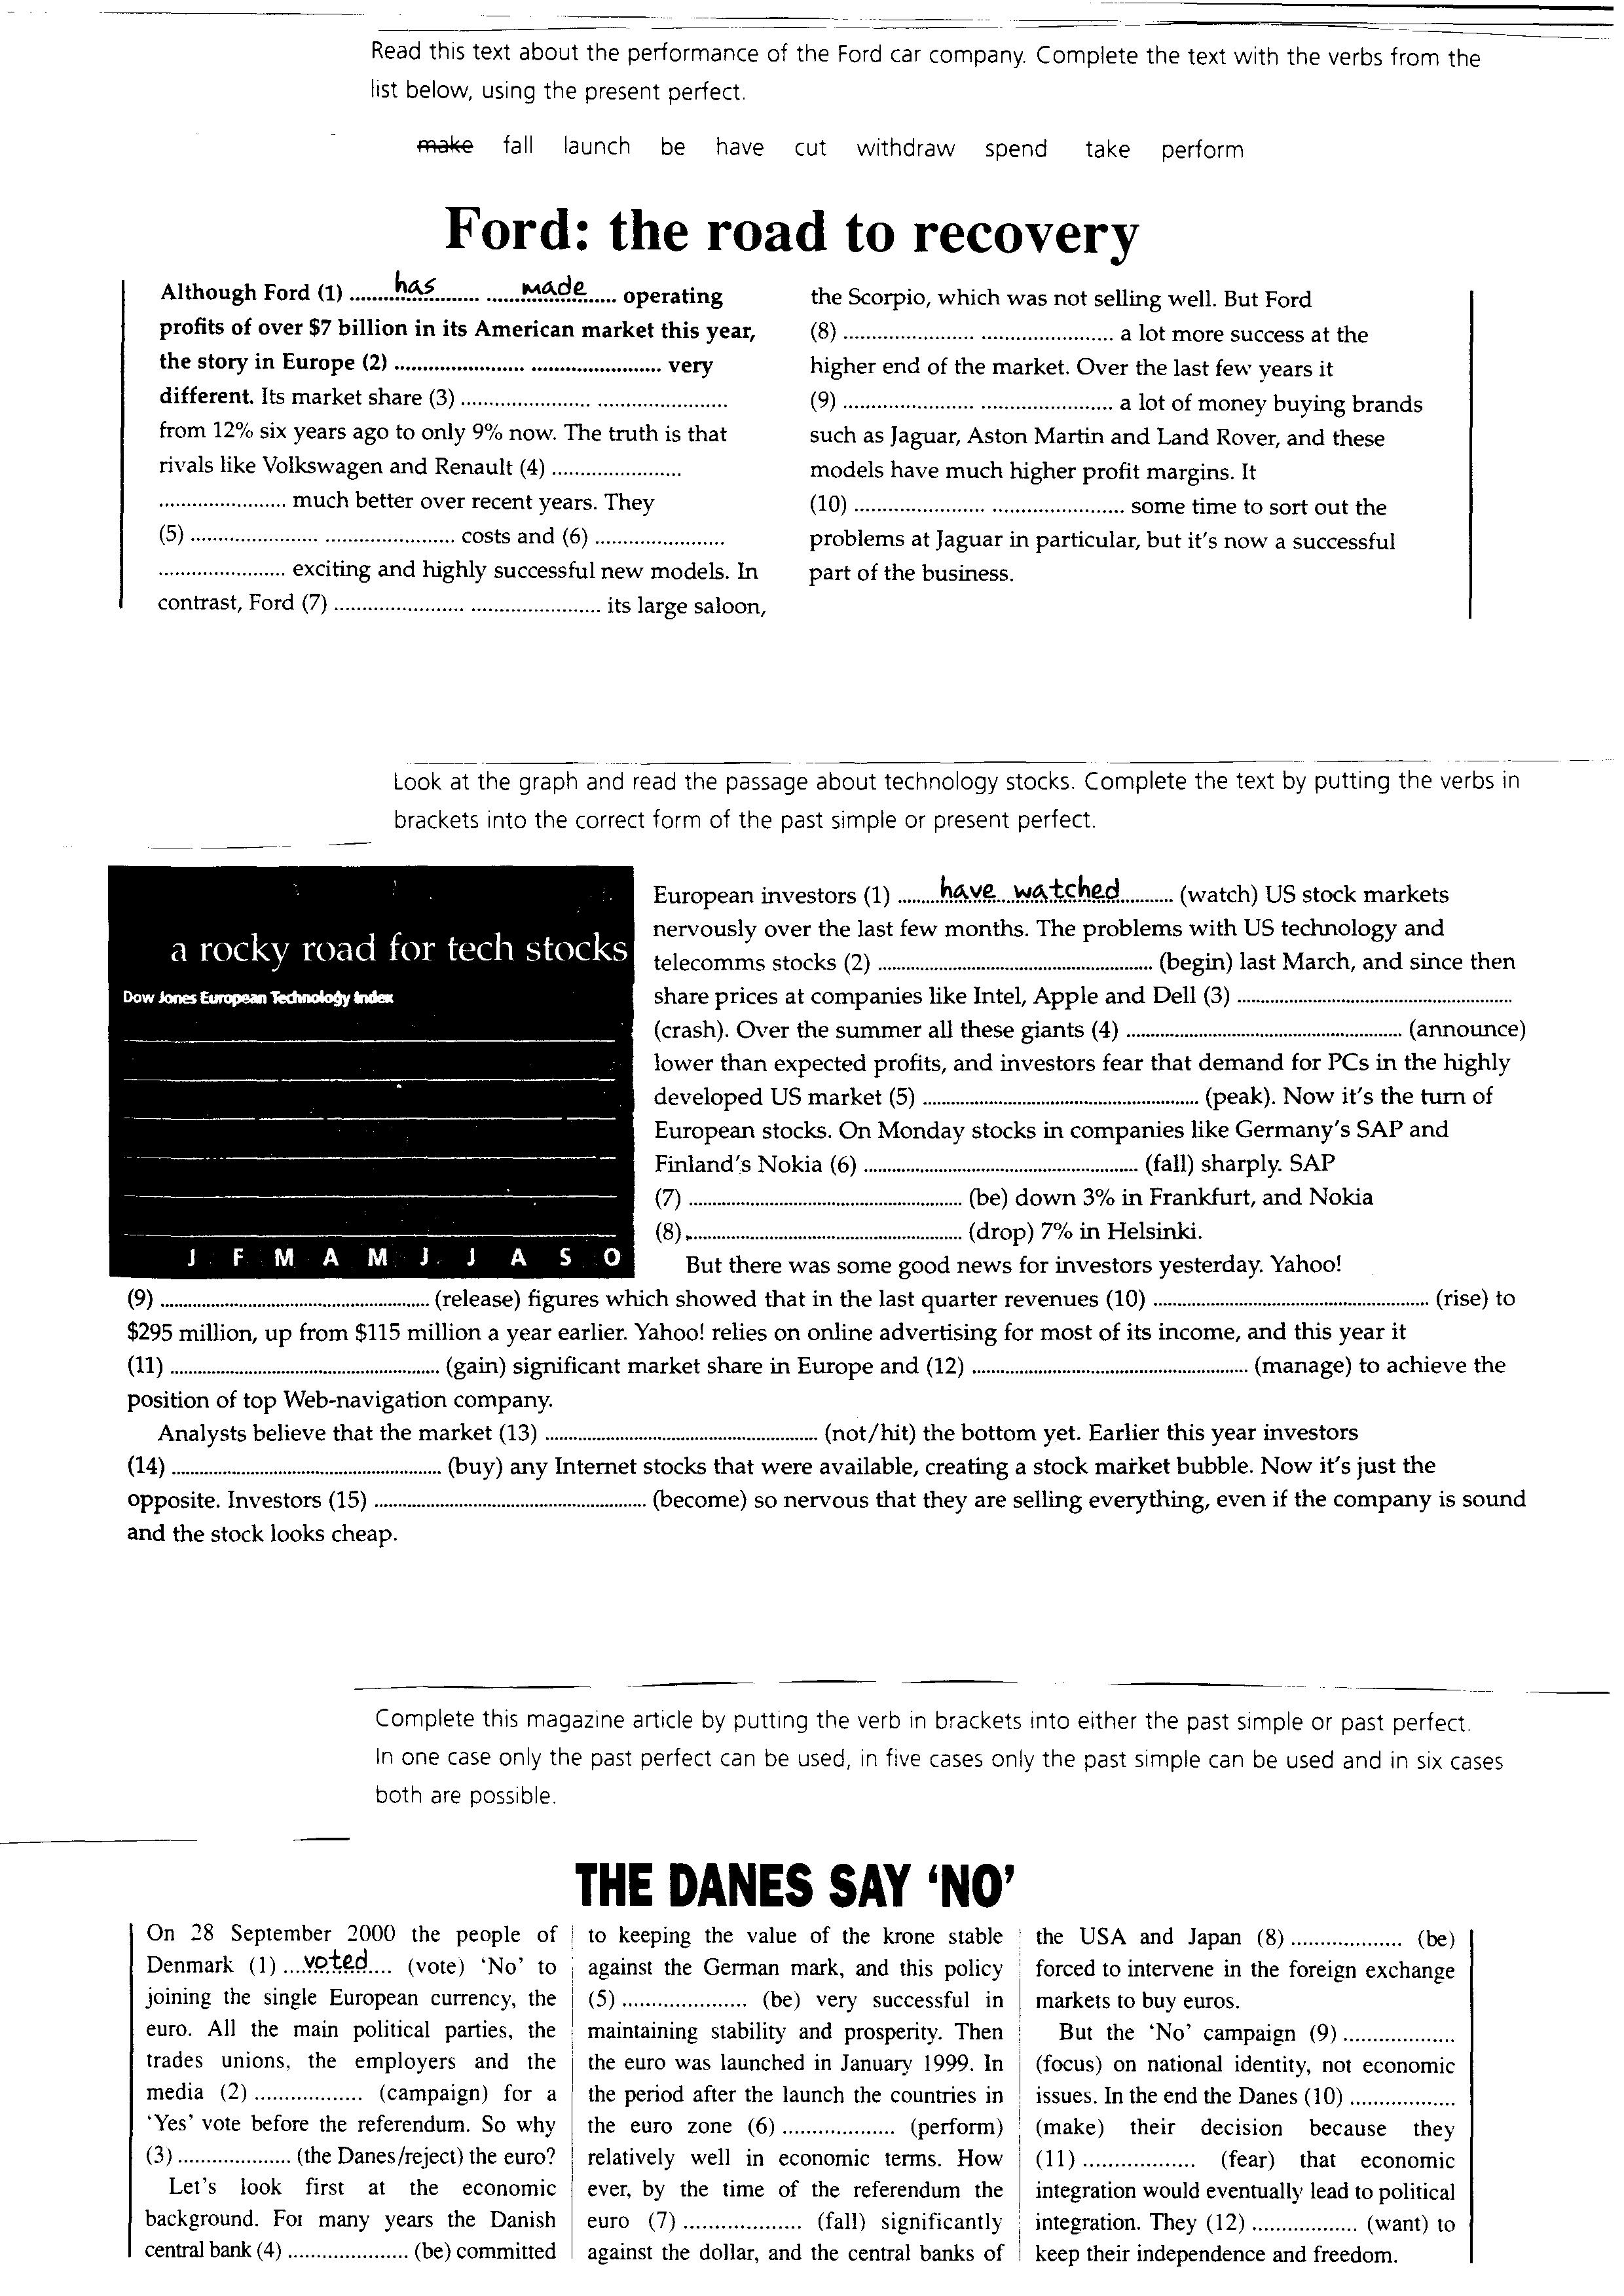 Read this text about the performance of the Ford car company. Complete the text with the verbs from the
list below, using the present perfect.
make fall launch be have cut withdraw spend take perform
Ford: the road to recovery
Although Ford (1) ........has........ ......made...... operating
profits of over $7 billion in its American market this year,
the story in Europe (2) ....................... ....................... very
different. Its market share (3) ....................... .......................
from 12% six years ago to only 9% now. The truth is that
rivals like Volkswagen and Renault (4) .......................
....................... much better over recent years. They
(5) ....................... ....................... costs and (6) .......................
....................... exciting and highly successful new models. In
contrast, Ford (7) ....................... ....................... its large saloon,
the Scorpio, which was not selling well. But Ford
(8) ....................... ....................... a lot more success at the
higher end of the market. Over the last few years it
(9) ....................... ....................... a lot of money buying brands
such as Jaguar, Aston Martin and Land Rover, and these
models have much higher profit margins. It
(10) ....................... ....................... some time to sort out the
problems at Jaguar in particular, but it's now a successful
part of the business.
Look at the graph and read the passage about technology stocks. Complete the text by putting the verbs in
brackets into the correct form of the past simple or present perfect.
a rocky road for tech stocks
Dow Jones European Technology Index
J F M A M J J A S O
European investors (1) ........have watched.......... (watch) US stock markets
nervously over the last few months. The problems with US technology and
telecomms stocks (2) .................................................. (begin) last March, and since then
share prices at companies like Intel, Apple and Dell (3) ..................................................
(crash). Over the summer all these giants (4) .................................................. (announce)
lower than expected profits, and investors fear that demand for PCs in the highly
developed US market (5) .................................................. (peak). Now it's the turn of
European stocks. On Monday stocks in companies like Germany's SAP and
Finland's Nokia (6) .................................................. (fall) sharply. SAP
(7) .................................................. (be) down 3% in Frankfurt, and Nokia
(8) .................................................. (drop) 7% in Helsinki.
But there was some good news for investors yesterday. Yahoo!
(9) .................................................. (release) figures which showed that in the last quarter revenues (10) .................................................. (rise) to
$295 million, up from $115 million a year earlier. Yahoo! relies on online advertising for most of its income, and this year it
(11) .................................................. (gain) significant market share in Europe and (12) .................................................. (manage) to achieve the
position of top Web-navigation company.
Analysts believe that the market (13) .................................................. (not/hit) the bottom yet. Earlier this year investors
(14) .................................................. (buy) any Internet stocks that were available, creating a stock market bubble. Now it's just the
opposite. Investors (15) .................................................. (become) so nervous that they are selling everything, even if the company is sound
and the stock looks cheap.
Complete this magazine article by putting the verb in brackets into either the past simple or past perfect.
In one case only the past perfect can be used, in five cases only the past simple can be used and in six cases
both are possible.
THE DANES SAY 'NO'
On 28 September 2000 the people of
Denmark (1) ....voted.... (vote) 'No' to
joining the single European currency, the
euro. All the main political parties, the
trades unions, the employers and the
media (2) .................. (campaign) for a
'Yes' vote before the referendum. So why
(3) .................... (the Danes/reject) the euro?
Let's look first at the economic
background. For many years the Danish
central bank (4) ..................... (be) committed
to keeping the value of the krone stable
against the German mark, and this policy
(5) ..................... (be) very successful in
maintaining stability and prosperity. Then
the euro was launched in January 1999. In
the period after the launch the countries in
the euro zone (6) ................... (perform)
relatively well in economic terms. How
ever, by the time of the referendum the
euro (7) .................... (fall) significantly
against the dollar, and the central banks of
the USA and Japan (8) ................... (be)
forced to intervene in the foreign exchange
markets to buy euros.
But the 'No' campaign (9) ...................
(focus) on national identity, not economic
issues. In the end the Danes (10) ..................
(make) their decision because they
(11) ................... (fear) that economic
integration would eventually lead to political
integration. They (12) .................. (want) to
keep their independence and freedom.